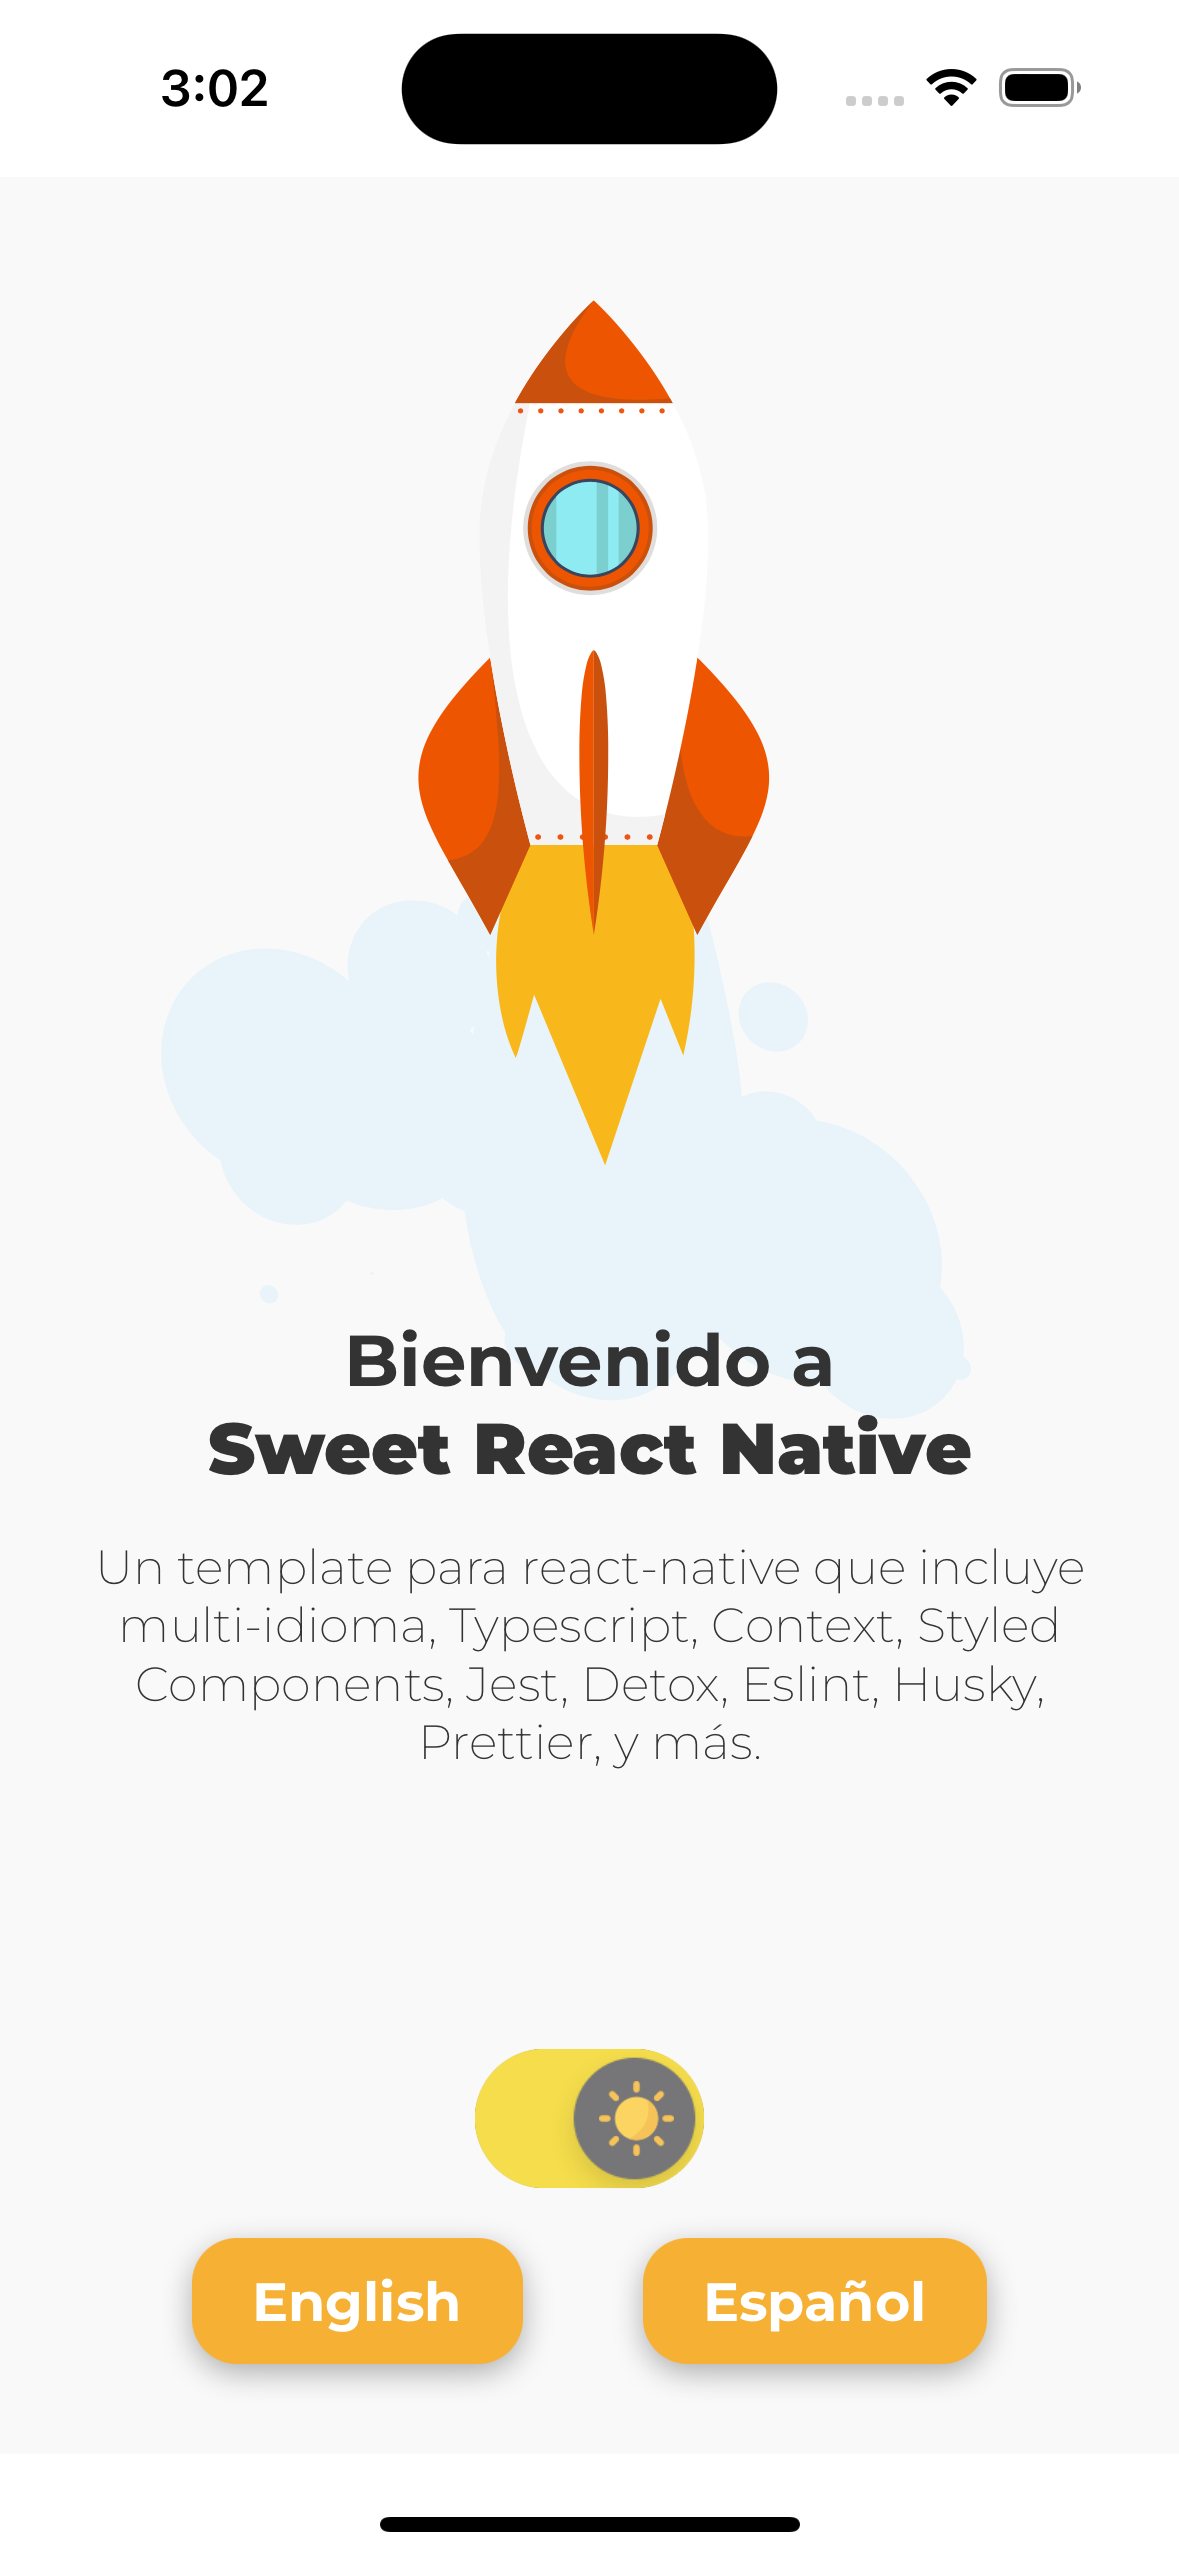 3:02
Bienvenido a
Sweet React Native
Un template para react-native que incluye
multi-idioma, Typescript, Context, Styled
Components, Jest, Detox, Eslint, Husky,
Prettier, y más.
English
Español